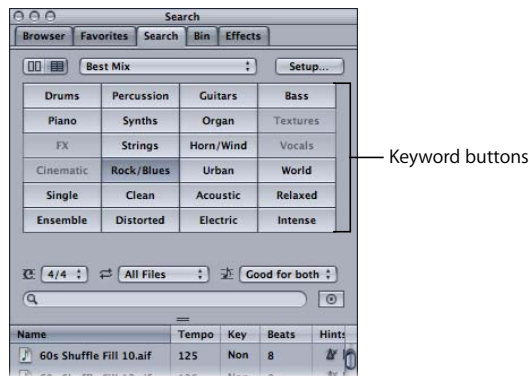 Search
Browser Favorites Search Bin Effects
Best Mix Setup...
Drums Percussion Guitars Bass
Piano Synths Organ Textures
FX Strings Horn/Wind Vocals
Cinematic Rock/Blues Urban World
Single Clean Acoustic Relaxed
Ensemble Distorted Electric Intense
Keyword buttons
4/4 All Files Good for both
Name Tempo Key Beats Hints
60s Shuffle Fill 10.aif 125 Non 8